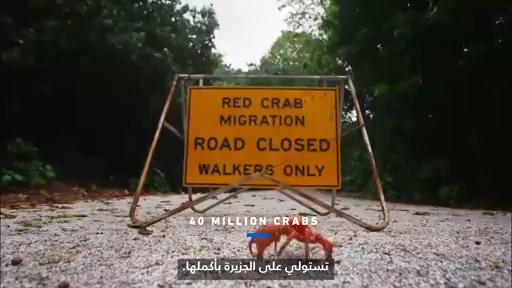 RED CRAB
MIGRATION
ROAD CLOSED
WALKERS ONLY
40 MILLION CRABS
تستولي على الجزيرة بأكملها.